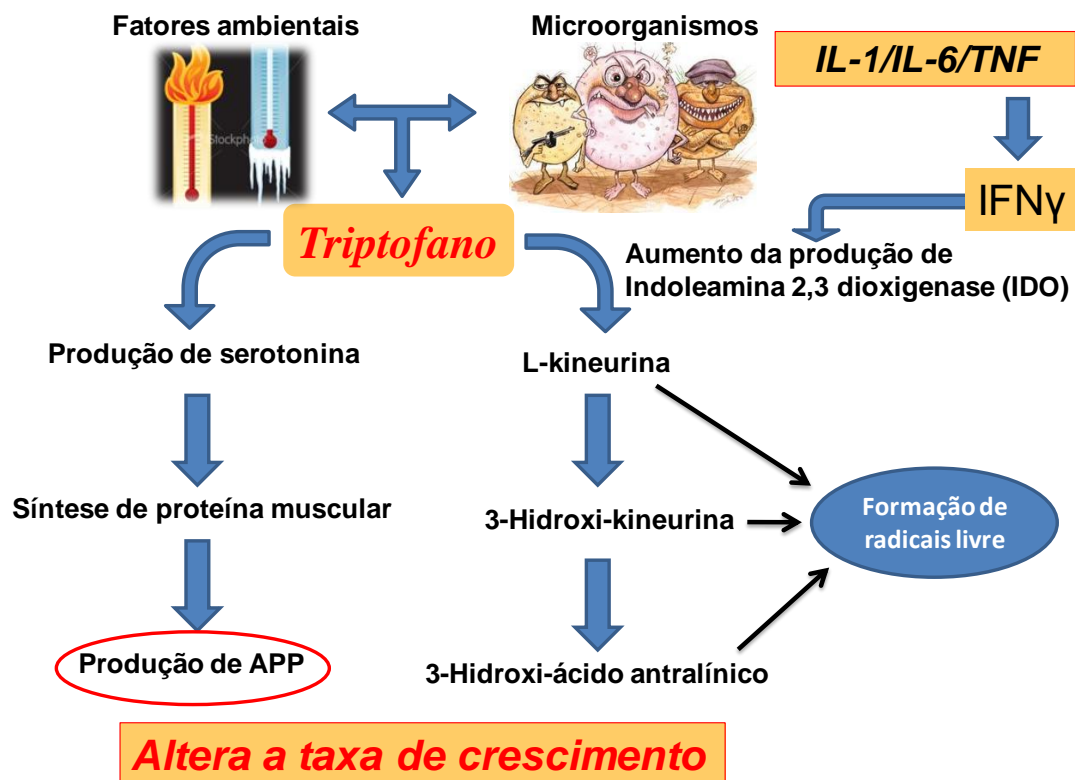 Fatores ambientais
Microorganismos
IL-1/IL-6/TNF
Stockpho
IFNγ
Triptofano
Aumento da produção de
Indoleamina 2,3 dioxigenase (IDO)
Produção de serotonina
L-kineurina
Síntese de proteína muscular
3-Hidroxi-kineurina
Formação de
radicais livre
Produção de APP
3-Hidroxi-ácido antralínico
Altera a taxa de crescimento